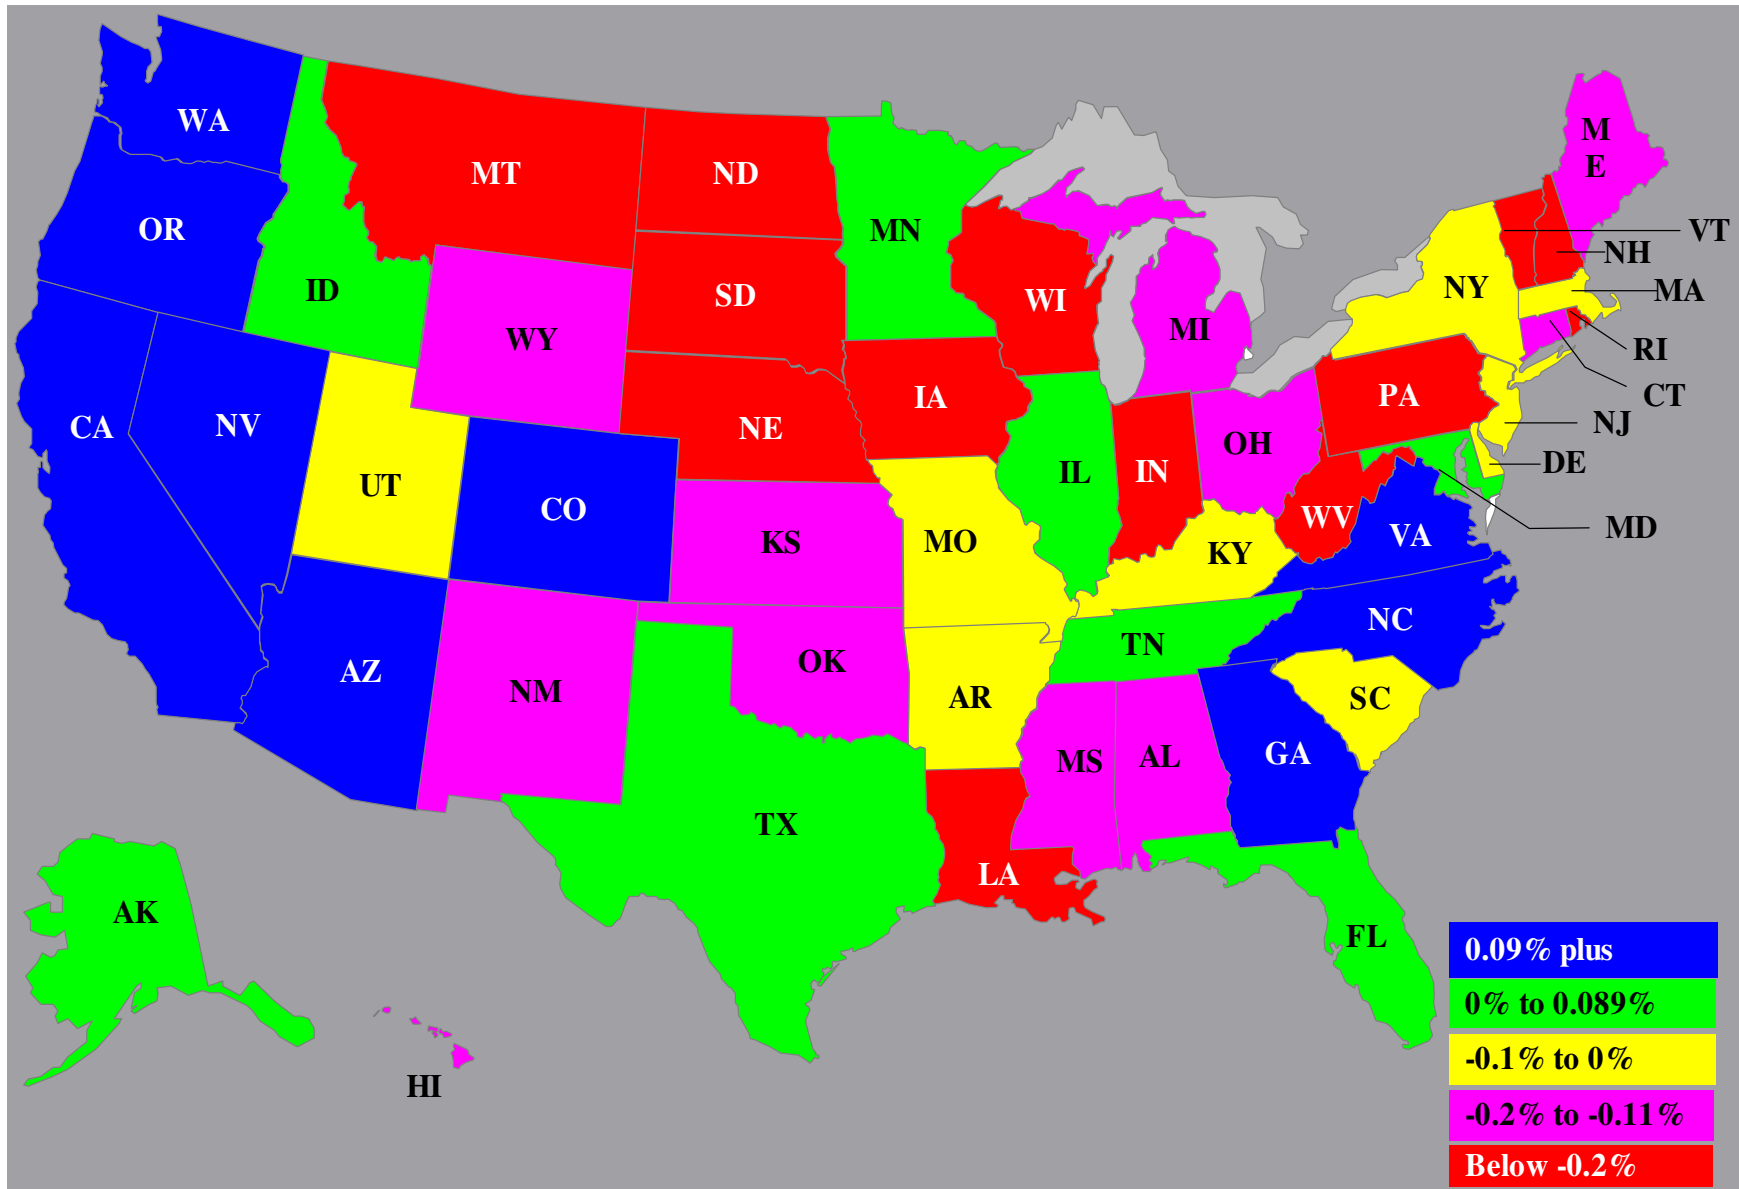 WA
MT
ND
MN
M
E
OR
ID
SD
WI
MI
NY
VT
NH
MA
RI
CT
NJ
DE
MD
WY
CA
NV
UT
CO
NE
IA
IL
IN
OH
PA
WV
VA
KS
MO
KY
NC
AZ
NM
OK
AR
TN
SC
TX
LA
MS
AL
GA
AK
HI
FL
0.09% plus
0% to 0.089%
-0.1% to 0%
-0.2% to -0.11%
Below -0.2%